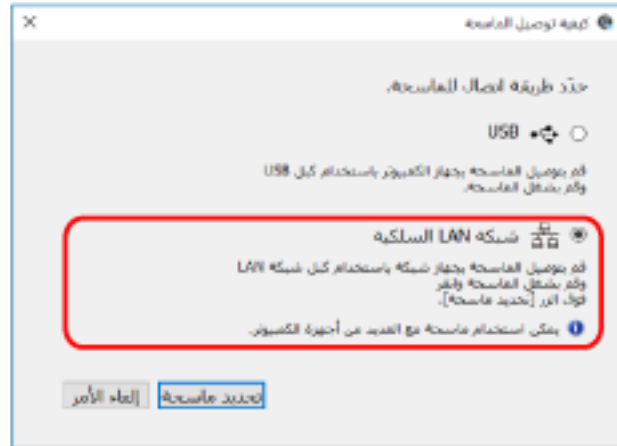 كيفية توصيل الماسحة
حدّد طريقة اتصال الماسحة.
USB
قم بتوصيل الماسحة بجهاز الكمبيوتر باستخدام كبل USB
وقم بتشغيل الماسحة.
شبكة LAN السلكية
قم بتوصيل الماسحة بجهاز شبكة باستخدام كبل شبكة LAN
وقم بتشغيل الماسحة وانقر
فوق الزر [تحديد ماسحة].
يمكن استخدام ماسحة مع العديد من أجهزة الكمبيوتر.
تحديد ماسحة
إلغاء الأمر